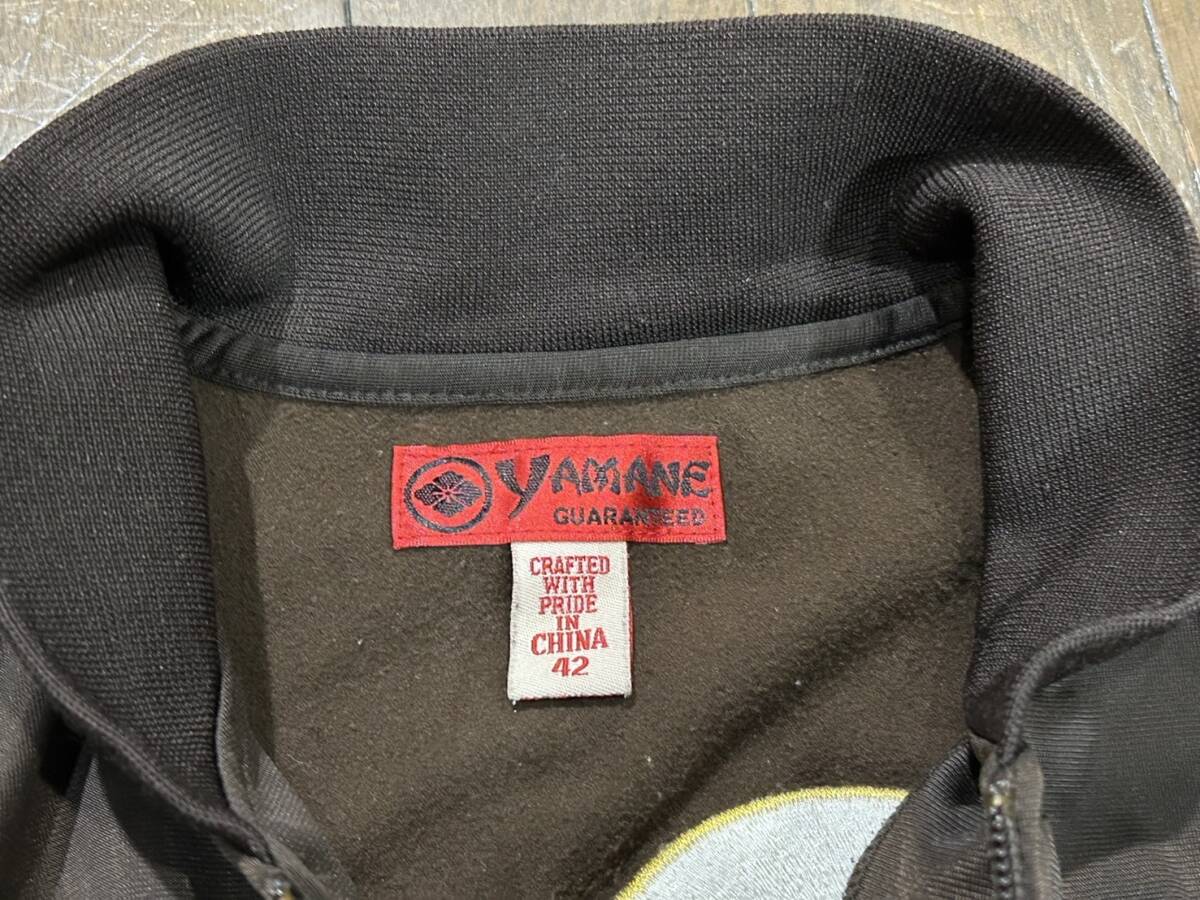 YAMANE
GUARANTEED
CRAFTED
WITH
PRIDE
IN
CHINA
42